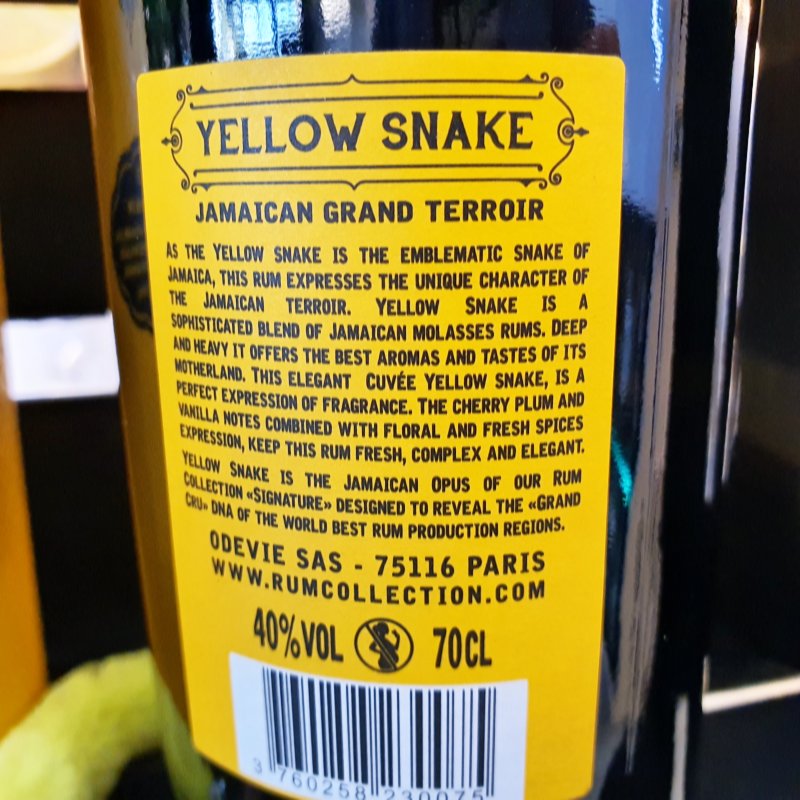 YELLOW SNAKE
JAMAICAN GRAND TERROIR
AS THE YELLOW SNAKE IS THE EMBLEMATIC SNAKE OF
JAMAICA, THIS RUM EXPRESSES THE UNIQUE CHARACTER OF
THE JAMAICAN TERROIR. YELLOW SNAKE IS A
SOPHISTICATED BLEND OF JAMAICAN MOLASSES RUMS. DEEP
AND HEAVY IT OFFERS THE BEST AROMAS AND TASTES OF ITS
MOTHERLAND. THIS ELEGANT CUVÉE YELLOW SNAKE, IS A
PERFECT EXPRESSION OF FRAGRANCE. THE CHERRY PLUM AND
VANILLA NOTES COMBINED WITH FLORAL AND FRESH SPICES
EXPRESSION, KEEP THIS RUM FRESH, COMPLEX AND ELEGANT.
YELLOW SNAKE IS THE JAMAICAN OPUS OF OUR RUM
COLLECTION «SIGNATURE» DESIGNED TO REVEAL THE «GRAND
CRU» DNA OF THE WORLD BEST RUM PRODUCTION REGIONS.
ODEVIE SAS - 75116 PARIS
WWW.RUMCOLLECTION.COM
40%VOL 70CL
3 760258 230075